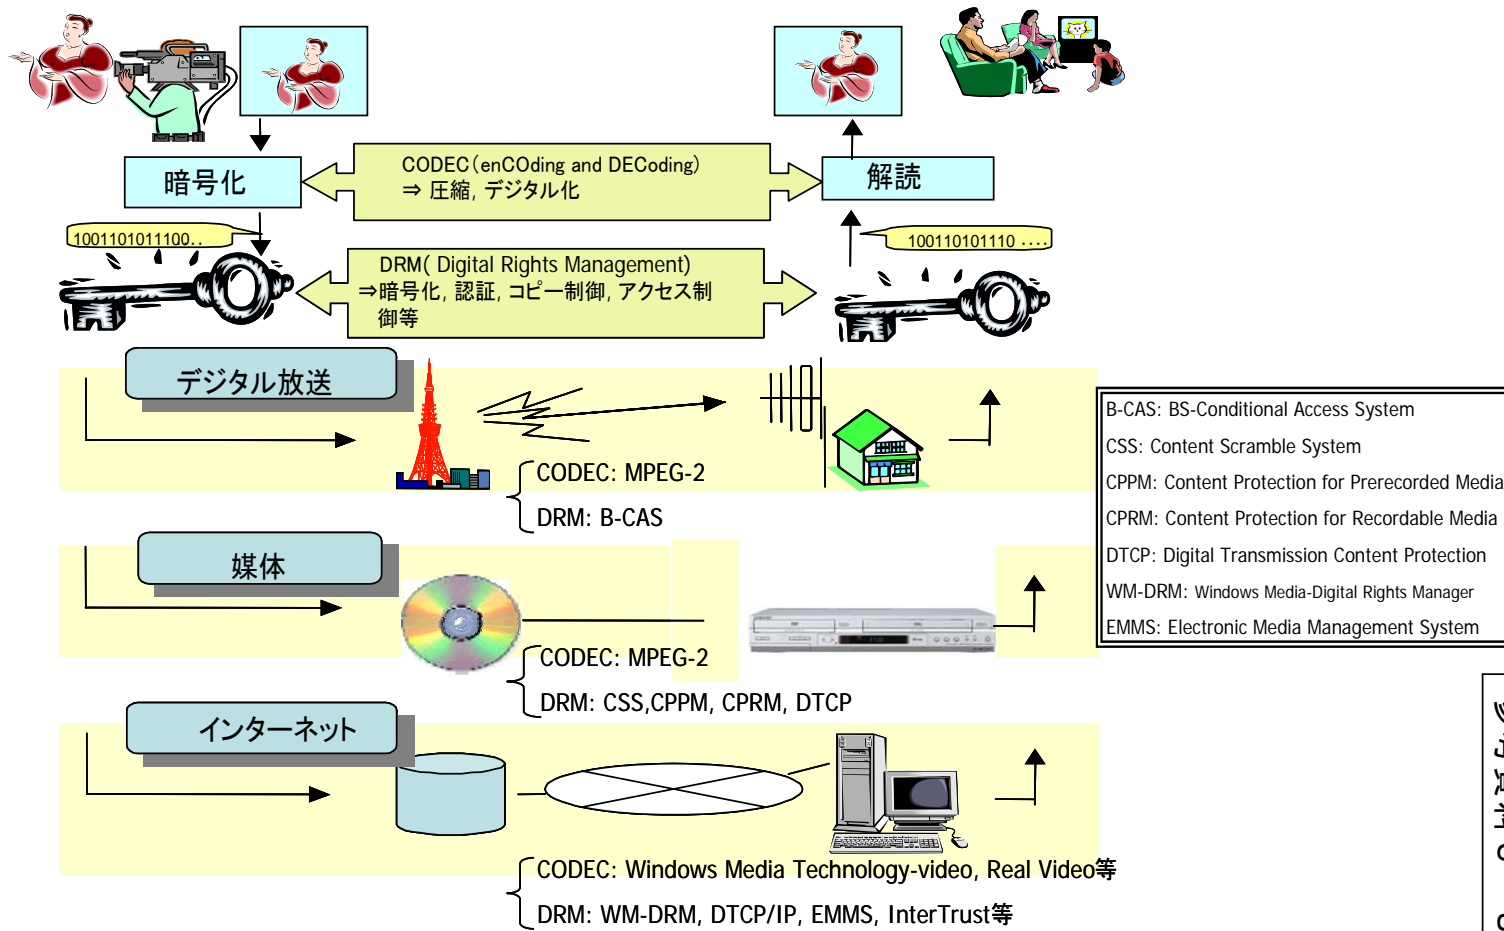 暗号化
CODEC(enCOding and DECoding)
⇒ 圧縮, デジタル化
解読
1001101011100..
100110101110 ....
DRM( Digital Rights Management)
⇒暗号化, 認証, コピー制御, アクセス制
御等
デジタル放送
CODEC: MPEG-2
DRM: B-CAS
媒体
CODEC: MPEG-2
DRM: CSS,CPPM, CPRM, DTCP
インターネット
CODEC: Windows Media Technology-video, Real Video等
DRM: WM-DRM, DTCP/IP, EMMS, InterTrust等
B-CAS: BS-Conditional Access System
CSS: Content Scramble System
CPPM: Content Protection for Prerecorded Media
CPRM: Content Protection for Recordable Media
DTCP: Digital Transmission Content Protection
WM-DRM: Windows Media-Digital Rights Manager
EMMS: Electronic Media Management System